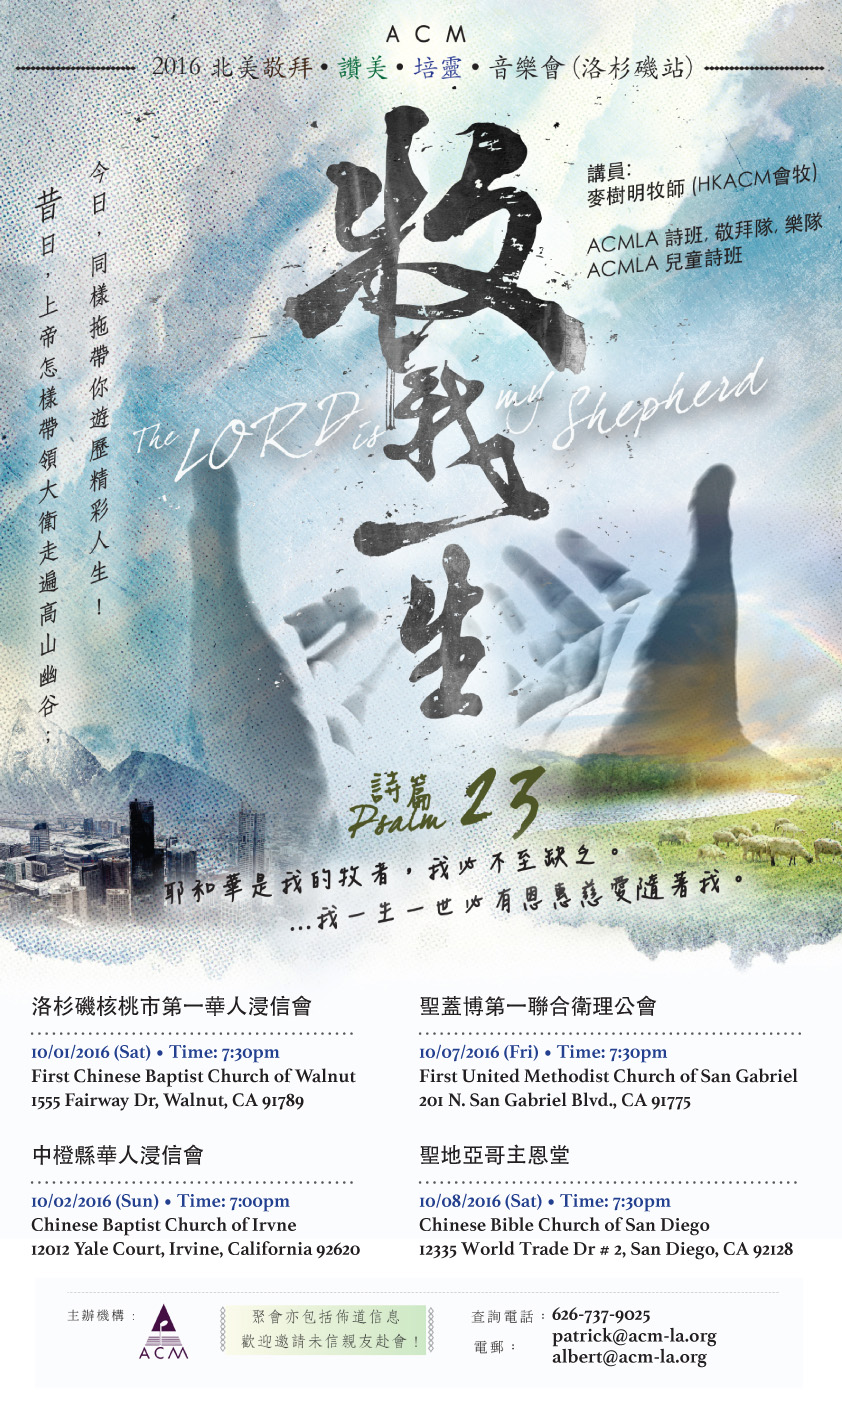 ACM
2016 北美敬拜•讚美•培靈•音樂會(洛杉磯站)
講員:
麥樹明牧師 (HKACM會牧)
ACMLA 詩班, 敬拜隊, 樂隊
ACMLA 兒童詩班
昔日，上帝怎樣帶領大衛走遍高山幽谷；
今日 同樣拖帶你遊歷精彩人生！
牧我一生
The LORD is my Shepherd
詩篇 23
Psalm
耶和華是我的牧者，我必不至缺乏。
...我一生一世必有恩惠慈愛隨著我。
洛杉磯核桃市第一華人浸信會
10/01/2016 (Sat) • Time: 7:30pm
First Chinese Baptist Church of Walnut
1555 Fairway Dr, Walnut, CA 91789
聖蓋博第一聯合衛理公會
10/07/2016 (Fri) • Time: 7:30pm
First United Methodist Church of San Gabriel
201 N. San Gabriel Blvd., CA 91775
中橙縣華人浸信會
10/02/2016 (Sun) • Time: 7:00pm
Chinese Baptist Church of Irvne
12012 Yale Court, Irvine, California 92620
聖地亞哥主恩堂
10/08/2016 (Sat) • Time: 7:30pm
Chinese Bible Church of San Diego
12335 World Trade Dr # 2, San Diego, CA 92128
主辦機構：
ACM
聚會亦包括佈道信息
歡迎邀請未信親友赴會！
查詢電話：626-737-9025
電郵：patrick@acm-la.org
albert@acm-la.org